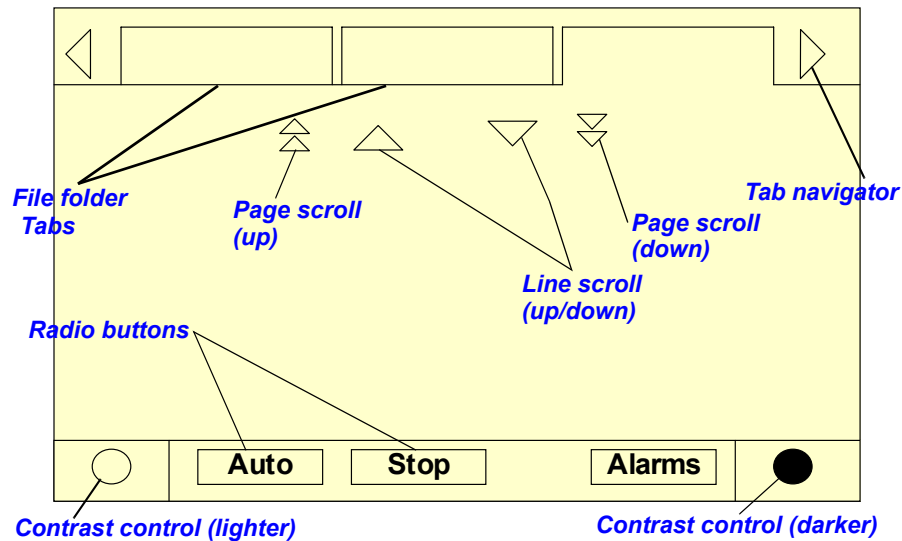 File folder
Tabs
Page scroll
(up)
Tab navigator
Page scroll
(down)
Line scroll
(up/down)
Radio buttons
Auto
Stop
Alarms
Contrast control (lighter)
Contrast control (darker)